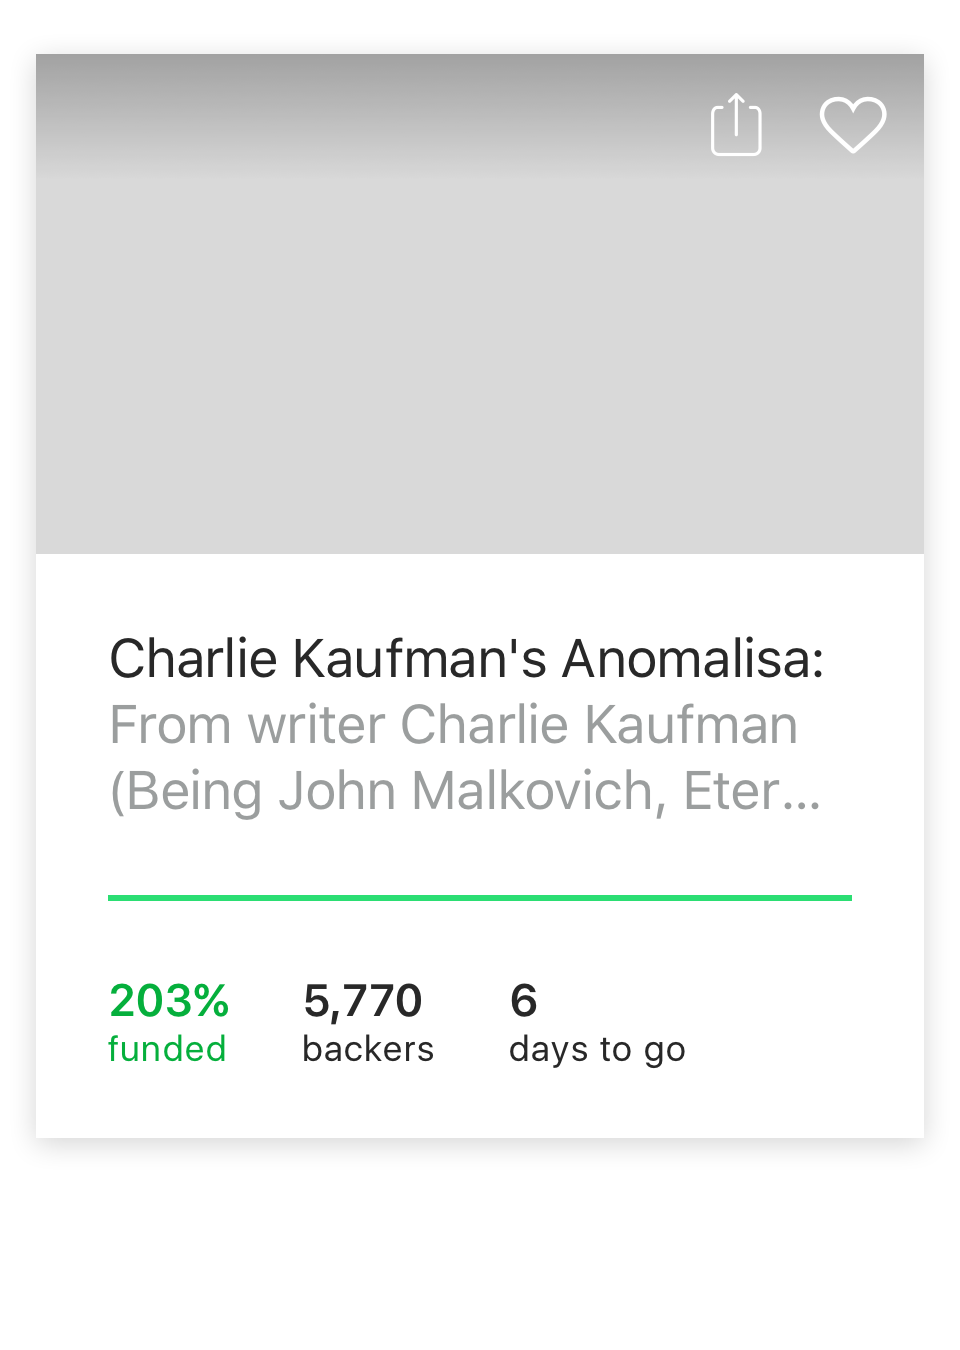 Charlie Kaufman's Anomalisa:
From writer Charlie Kaufman
(Being John Malkovich, Eter...
203% 5,770 6
funded backers days to go